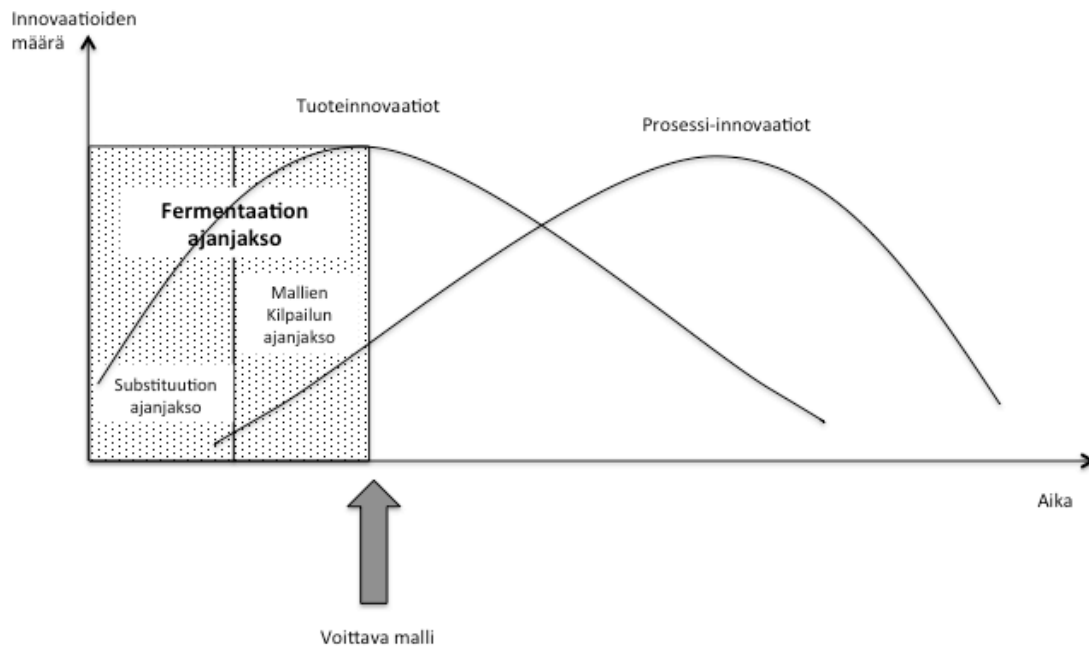 Innovaatioiden
määrä
Tuoteinnovaatiot
Prosessi-innovaatiot
Fermentaation
ajanjakso
Mallien
Kilpailun
ajanjakso
Substituution
ajanjakso
Aika
Voittava malli